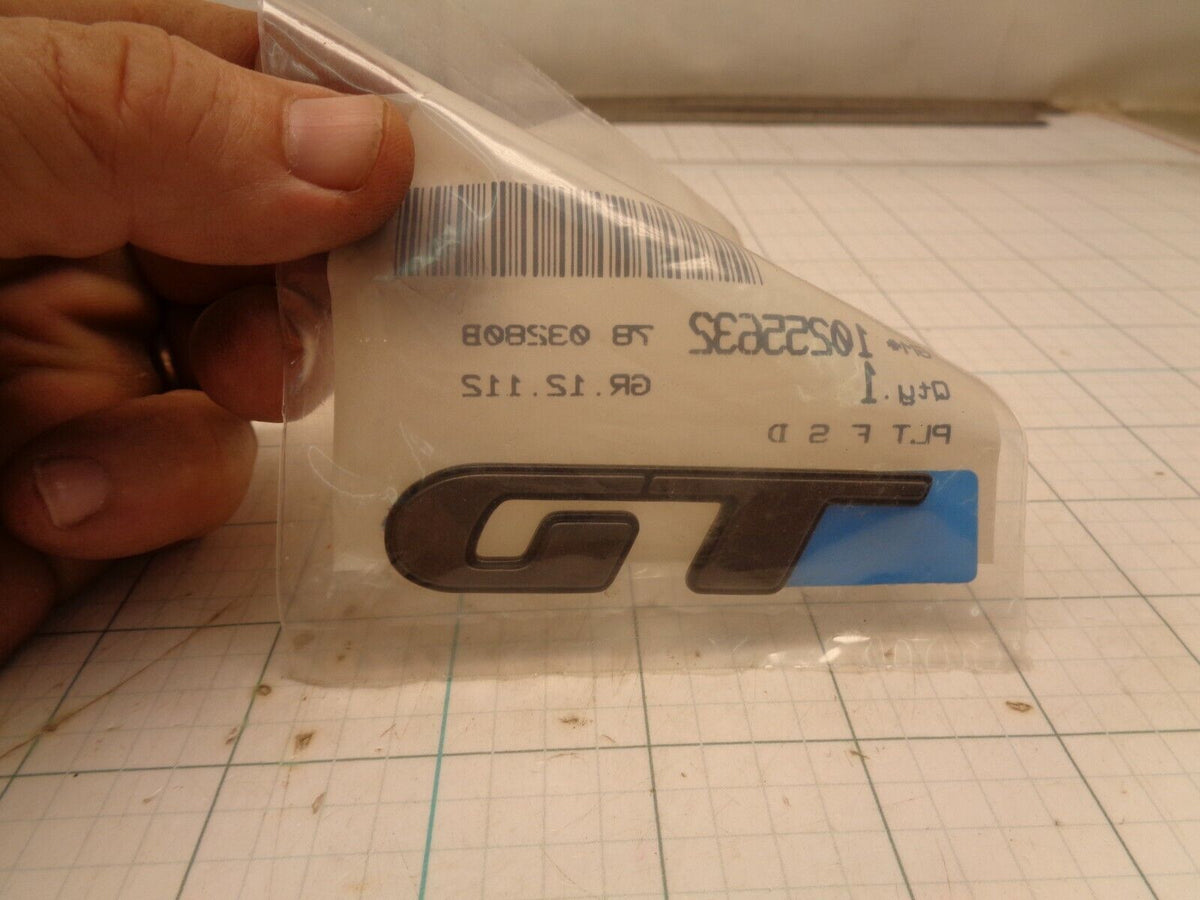 10255632 78 03280B
Qty.1 GR.12.112
PLT F S D
GT